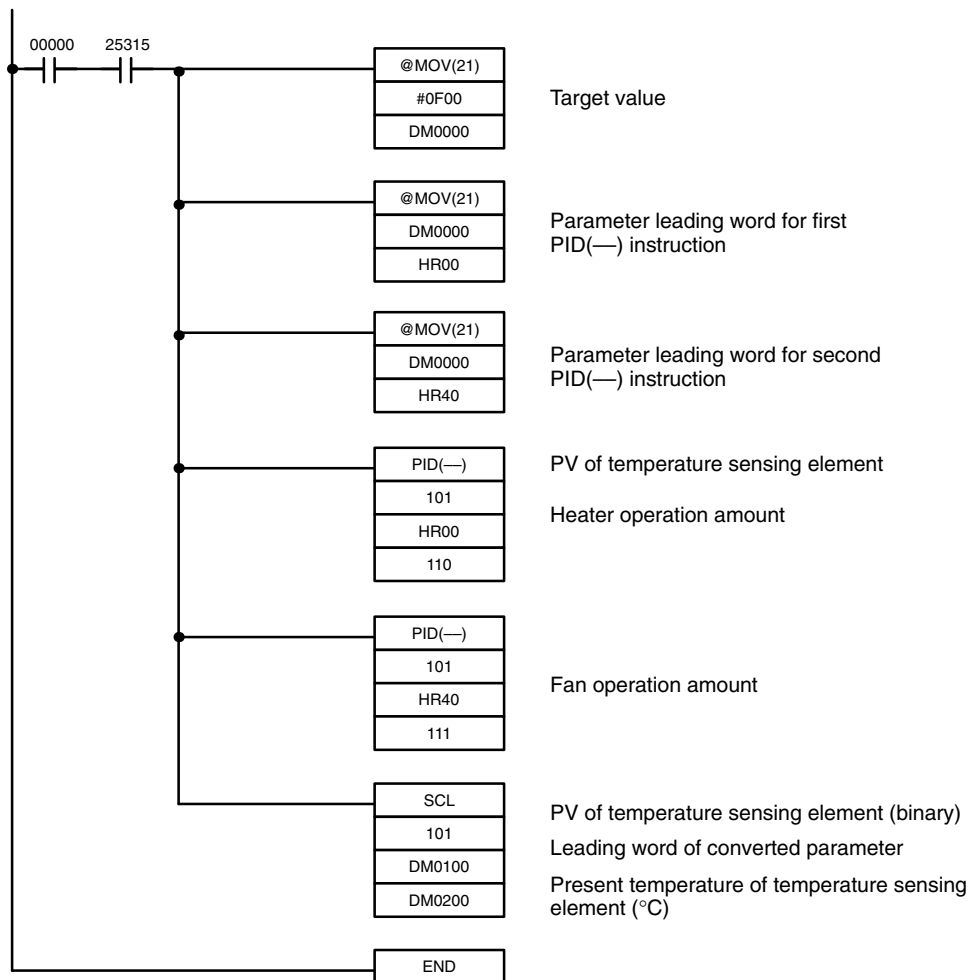 00000 25315
@MOV(21)
#0F00
DM0000
Target value
@MOV(21)
DM0000
HR00
Parameter leading word for first
PID(––) instruction
@MOV(21)
DM0000
HR40
Parameter leading word for second
PID(––) instruction
PID(––)
101
HR00
110
PV of temperature sensing element
Heater operation amount
PID(––)
101
HR40
111
Fan operation amount
SCL
101
DM0100
DM0200
PV of temperature sensing element (binary)
Leading word of converted parameter
Present temperature of temperature sensing
element (°C)
END